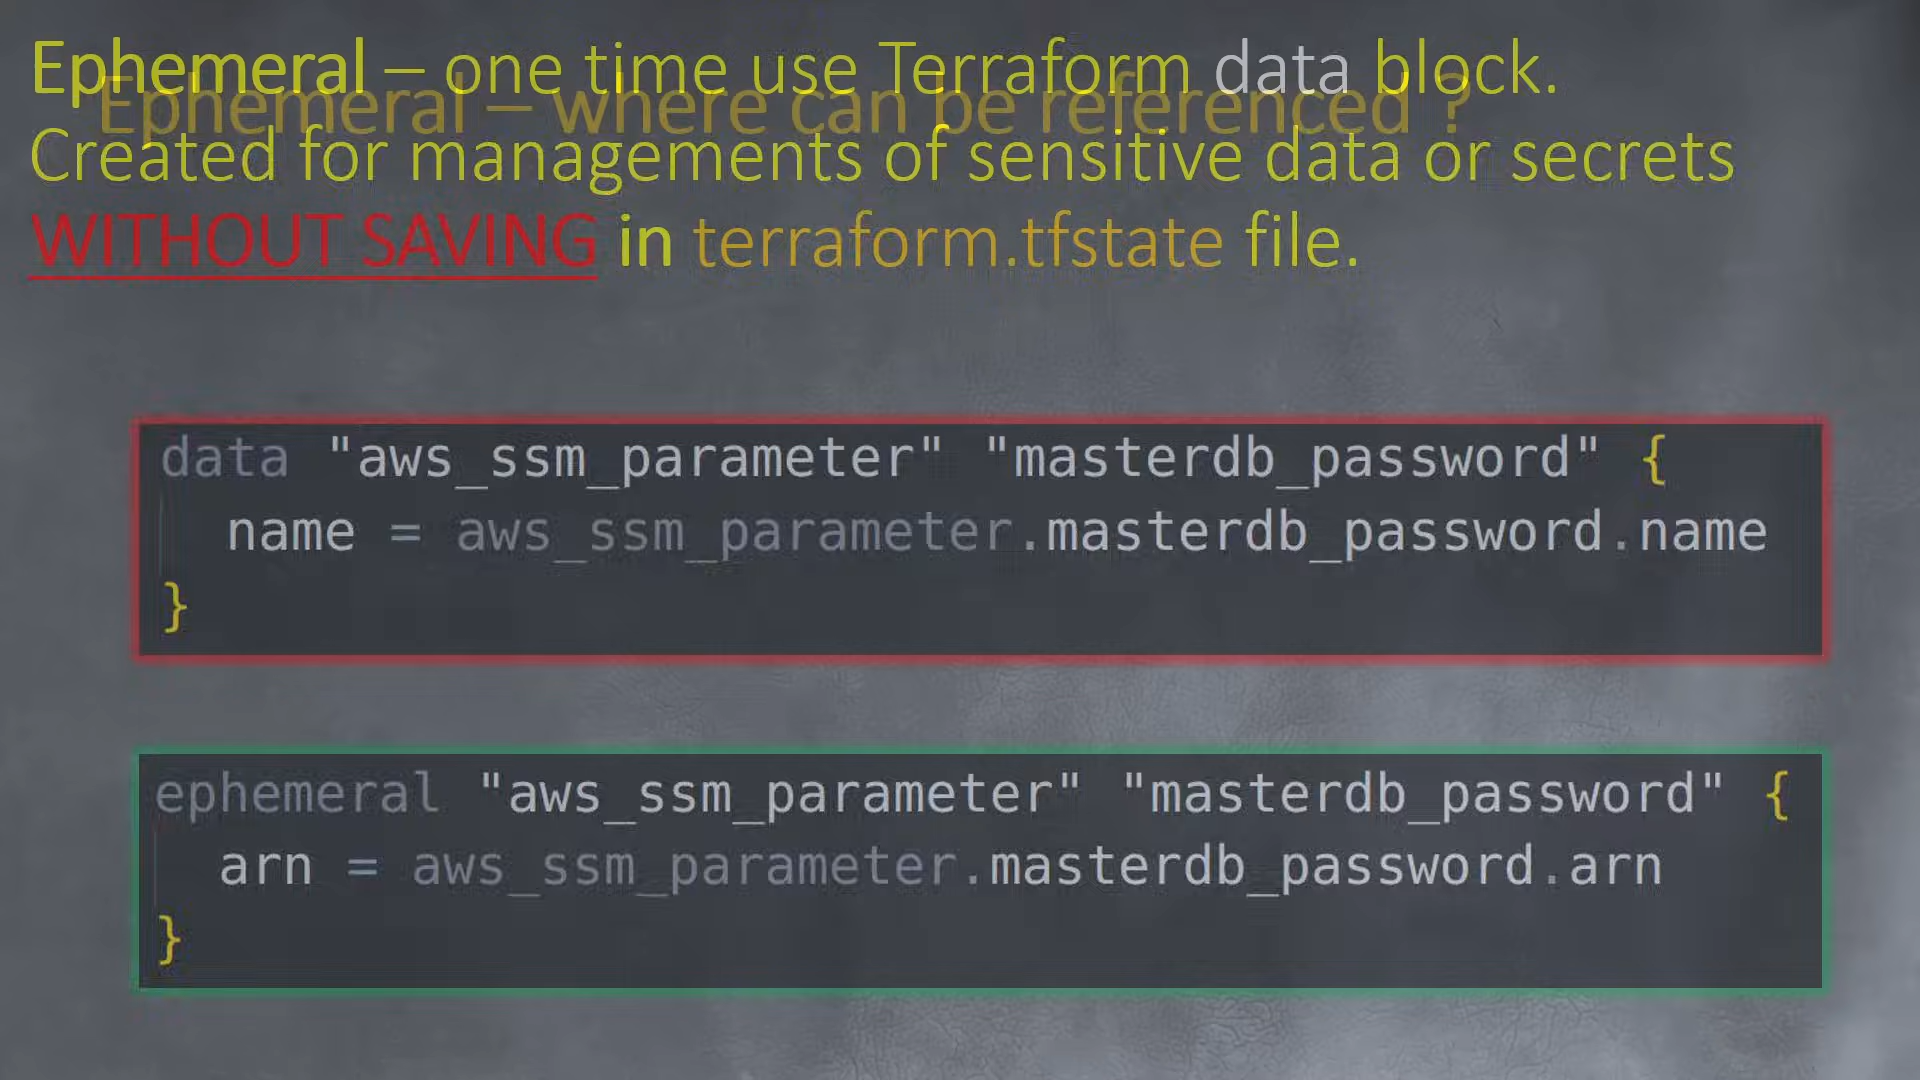 Ephemeral – one time use Terraform data block.
Ephemeral – where can be referenced ?
Created for managements of sensitive data or secrets
WITHOUT SAVING in terraform.tfstate file.
data "aws_ssm_parameter" "masterdb_password" {
name = aws_ssm_parameter.masterdb_password.name
}
ephemeral "aws_ssm_parameter" "masterdb_password" {
arn = aws_ssm_parameter.masterdb_password.arn
}